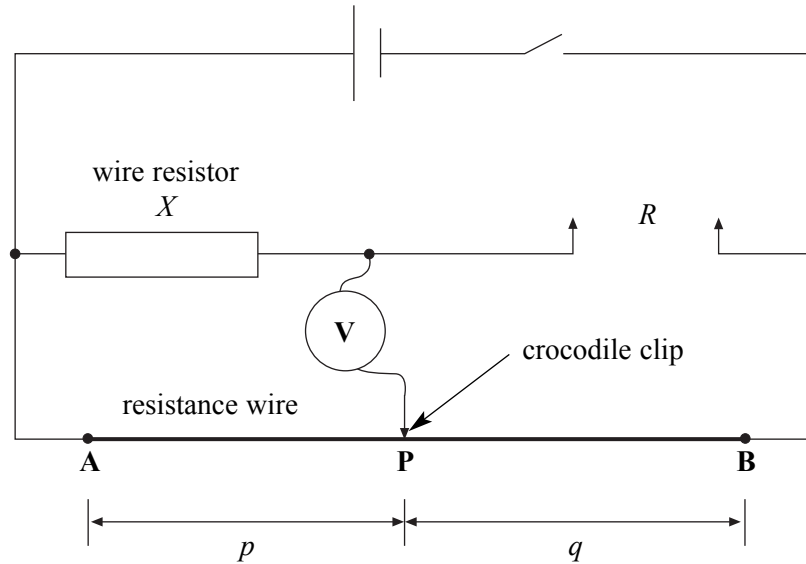 wire resistor
X
R
V
crocodile clip
resistance wire
A
P
B
p
q